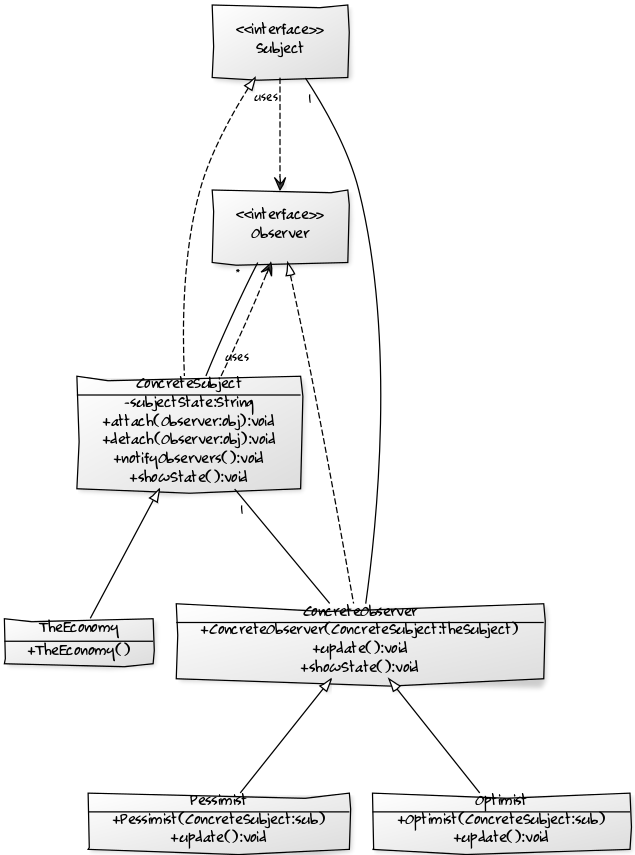 <<interface>>
Subject
uses
1
<<interface>>
Observer
*
uses
ConcreteSubject
-subjectState:String
+attach(Observer:obj):void
+detach(Observer:obj):void
+notifyObservers():void
+showState():void
1
ConcreteObserver
+ConcreteObserver(ConcreteSubject:theSubject)
+update():void
+showState():void
TheEconomy
+TheEconomy()
Pessimist
+Pessimist(ConcreteSubject:sub)
+update():void
Optimist
+Optimist(ConcreteSubject:sub)
+update():void